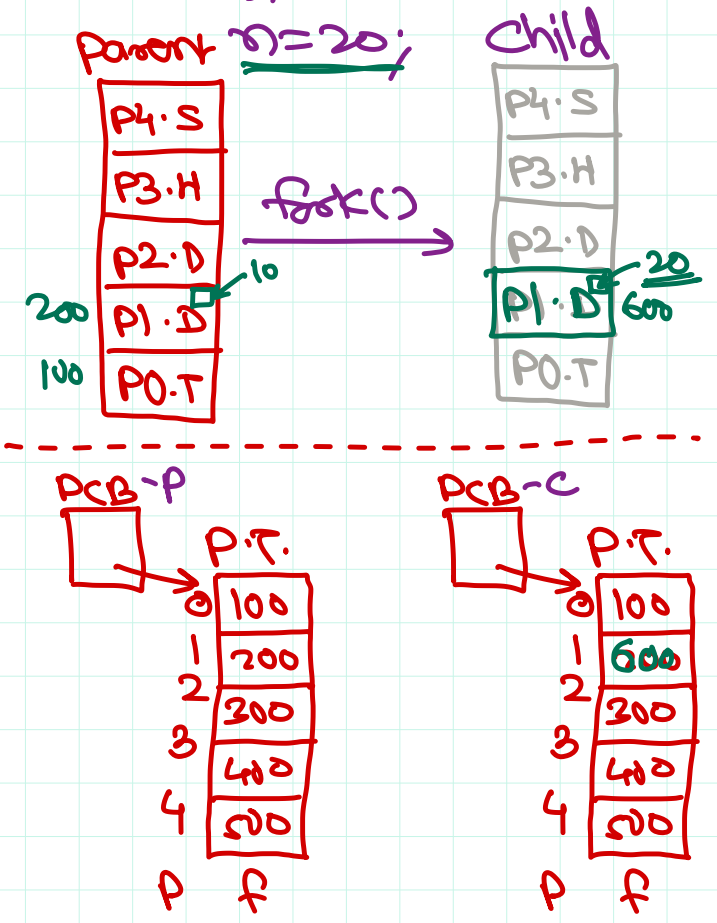 Parent n=20; Child
P4.S P4.S
P3.H fork() P3.H
P2.D P2.D
10 20
200 P1.D P1.D 600
100 P0.T P0.T
PCB-P PCB-C
P.T. P.T.
0 100 0 100
1 200 1 600
2 300 2 300
3 400 3 400
4 500 4 500
P f P f